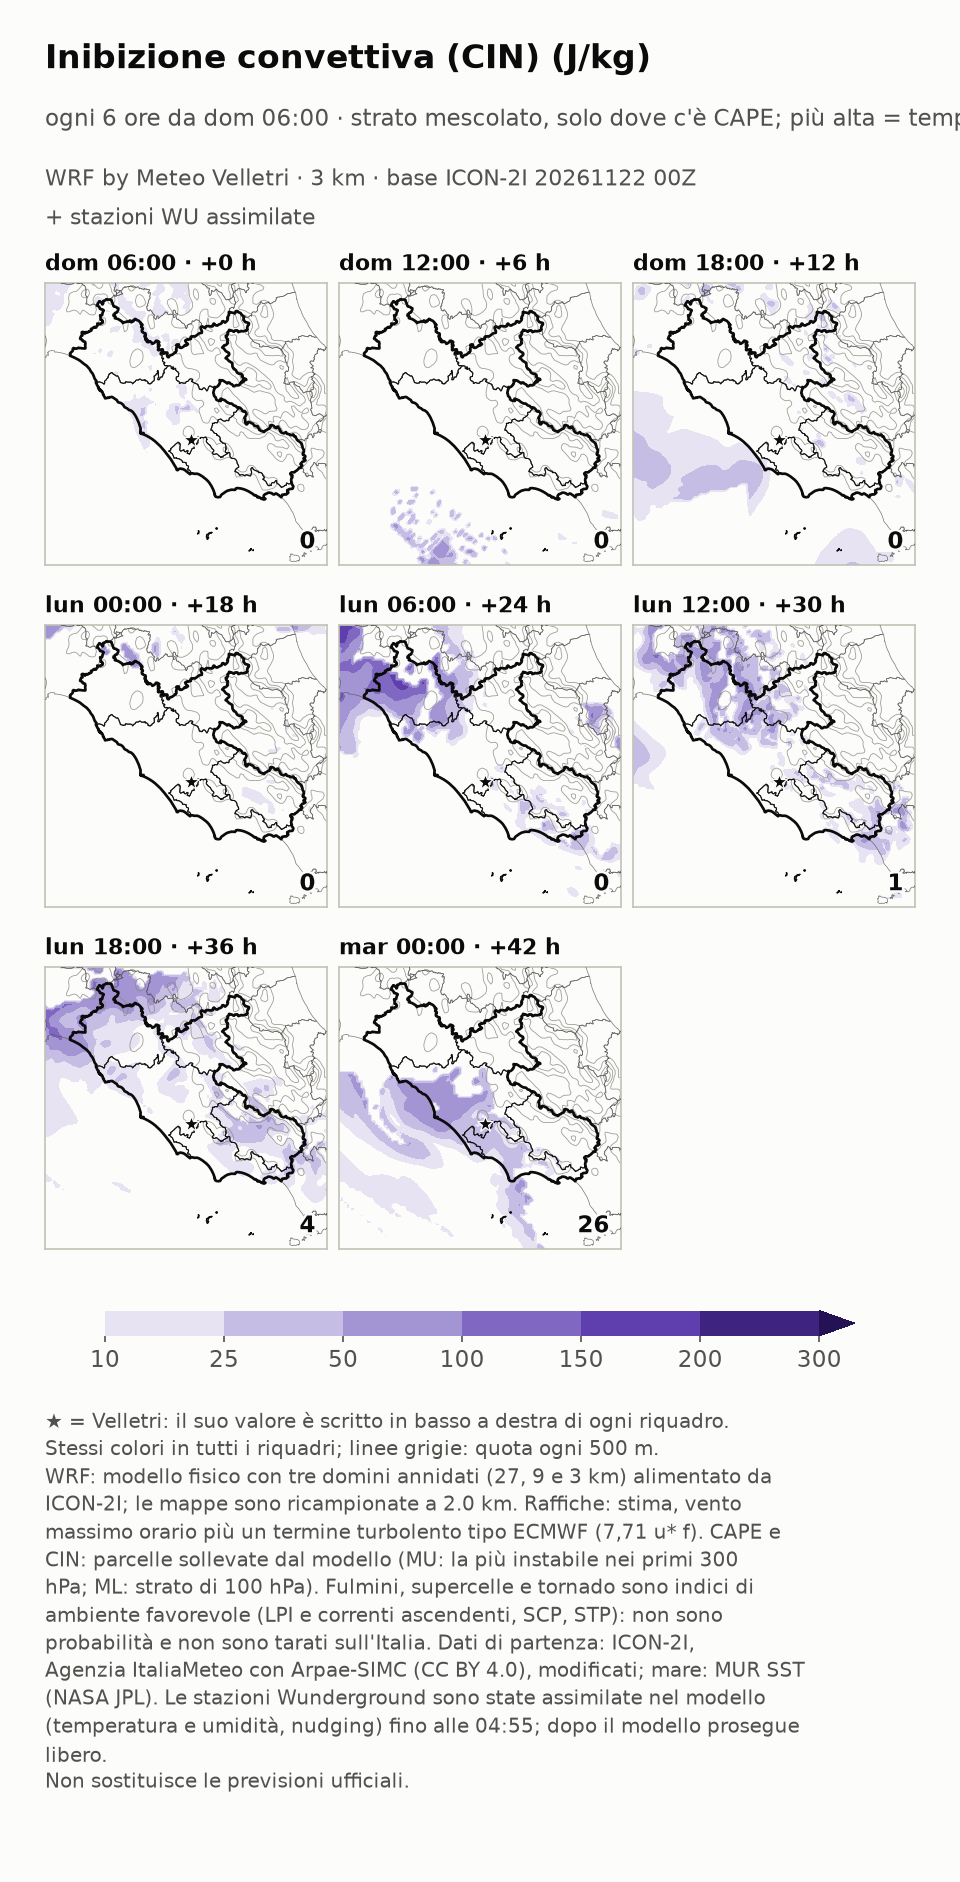 Inibizione convettiva (CIN) (J/kg)
ogni 6 ore da dom 06:00 · strato mescolato, solo dove c'è CAPE; più alta =
WRF by Meteo Velletri · 3 km · base ICON-2I 20261122 00Z
+ stazioni WU assimilate
dom 06:00 · +0 h
dom 12:00 · +6 h
dom 18:00 · +12 h
0
0
0
lun 00:00 · +18 h
lun 06:00 · +24 h
lun 12:00 · +30 h
0
0
1
lun 18:00 · +36 h
mar 00:00 · +42 h
4
26
10 25 50 100 150 200 300
★ = Velletri: il suo valore è scritto in basso a destra di ogni riquadro.
Stessi colori in tutti i riquadri; linee grigie: quota ogni 500 m.
WRF: modello fisico con tre domini annidati (27, 9 e 3 km) alimentato da
ICON-2I; le mappe sono ricampionate a 2.0 km. Raffiche: stima, vento
massimo orario più un termine turbolento tipo ECMWF (7,71 u* f). CAPE e
CIN: parcelle sollevate dal modello (MU: la più instabile nei primi 300
hPa; ML: strato di 100 hPa). Fulmini, supercelle e tornado sono indici di
ambiente favorevole (LPI e correnti ascendenti, SCP, STP): non sono
probabilità e non sono tarati sull'Italia. Dati di partenza: ICON-2I,
Agenzia ItaliaMeteo con Arpae-SIMC (CC BY 4.0), modificati; mare: MUR SST
(NASA JPL). Le stazioni Wunderground sono state assimilate nel modello
(temperatura e umidità, nudging) fino alle 04:55; dopo il modello prosegue
libero.
Non sostituisce le previsioni ufficiali.